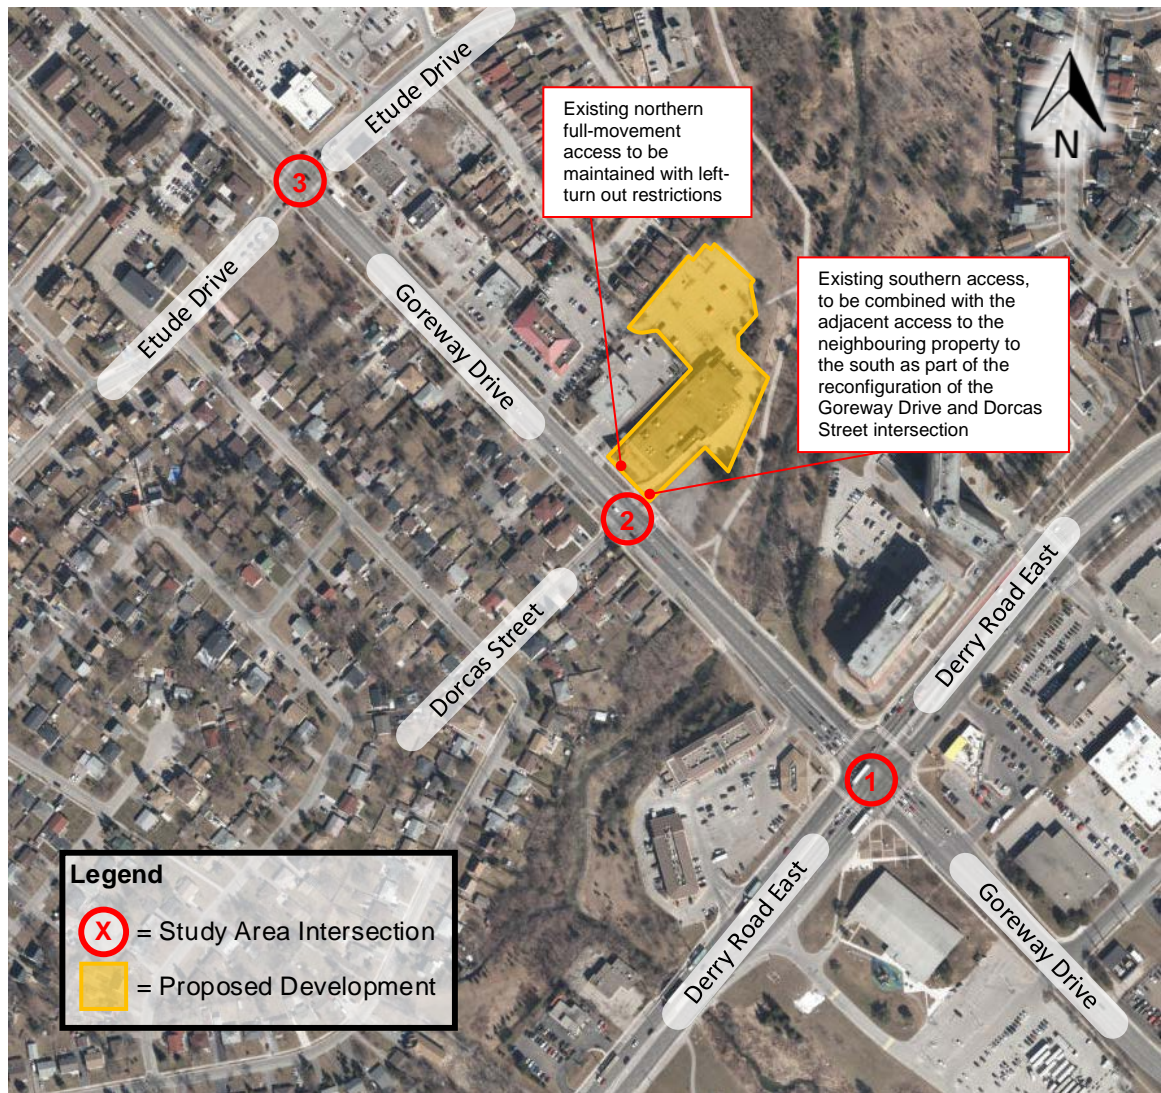 Etude Drive
Existing northern
full-movement
access to be
maintained with left-
turn out restrictions
N
3
Etude Drive
Goreway Drive
Existing southern access,
to be combined with the
adjacent access to the
neighbouring property to
the south as part of the
reconfiguration of the
Goreway Drive and Dorcas
Street intersection
2
Dorcas Street
Derry Road East
1
Derry Road East
Goreway Drive
Legend
X = Study Area Intersection
= Proposed Development